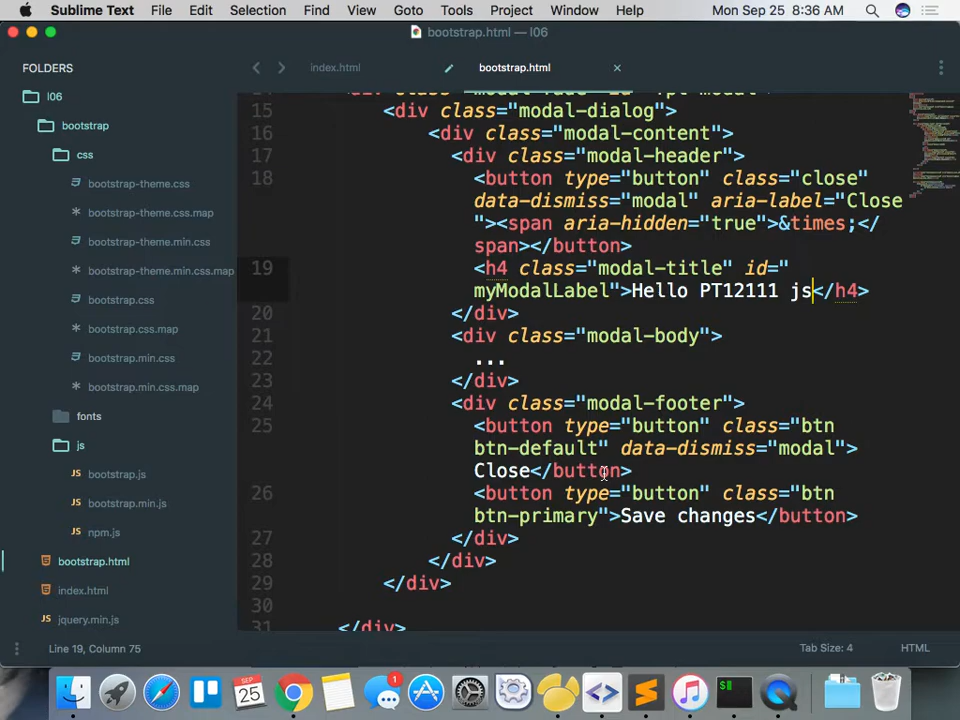 Sublime Text File Edit Selection Find View Goto Tools Project Window Help Mon Sep 25 8:36 AM
bootstrap.html — l06
FOLDERS
l06
bootstrap
css
bootstrap-theme.css
bootstrap-theme.css.map
bootstrap-theme.min.css
bootstrap-theme.min.css.map
bootstrap.css
bootstrap.css.map
bootstrap.min.css
bootstrap.min.css.map
fonts
js
JS bootstrap.js
JS bootstrap.min.js
JS npm.js
bootstrap.html
index.html
JS jquery.min.js
index.html bootstrap.html
15 <div class="modal-dialog">
16 <div class="modal-content">
17 <div class="modal-header">
18 <button type="button" class="close"
data-dismiss="modal" aria-label="Close
"><span aria-hidden="true">&times;</
span></button>
19 <h4 class="modal-title" id="
myModalLabel">Hello PT12111 js</h4>
20 </div>
21 <div class="modal-body">
22 ...
23 </div>
24 <div class="modal-footer">
25 <button type="button" class="btn
btn-default" data-dismiss="modal">
Close</button>
26 <button type="button" class="btn
btn-primary">Save changes</button>
27 </div>
28 </div>
29 </div>
30
31 </div>
Line 19, Column 75 Tab Size: 4 HTML
SEP
25
1
$